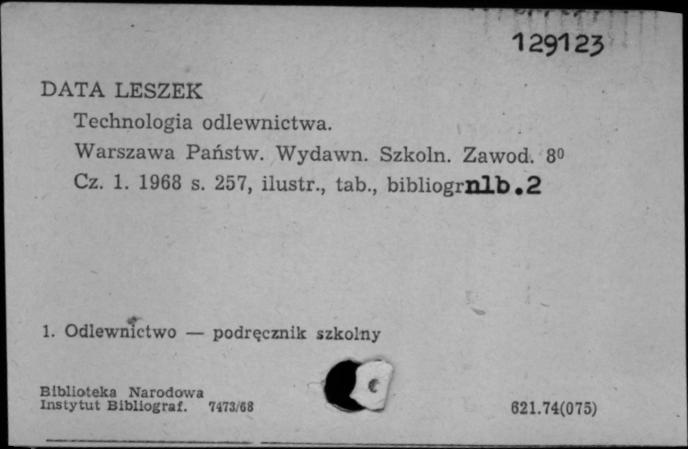 129123
DATA LESZEK
Technologia odlewnictwa.
Warszawa Państw. Wydawn. Szkoln. Zawod. 8⁰
Cz. 1. 1968 s. 257, ilustr., tab., bibliogrnlb.2
1. Odlewnictwo — podręcznik szkolny
Biblioteka Narodowa
Instytut Bibliograf. 7473/68
621.74(075)